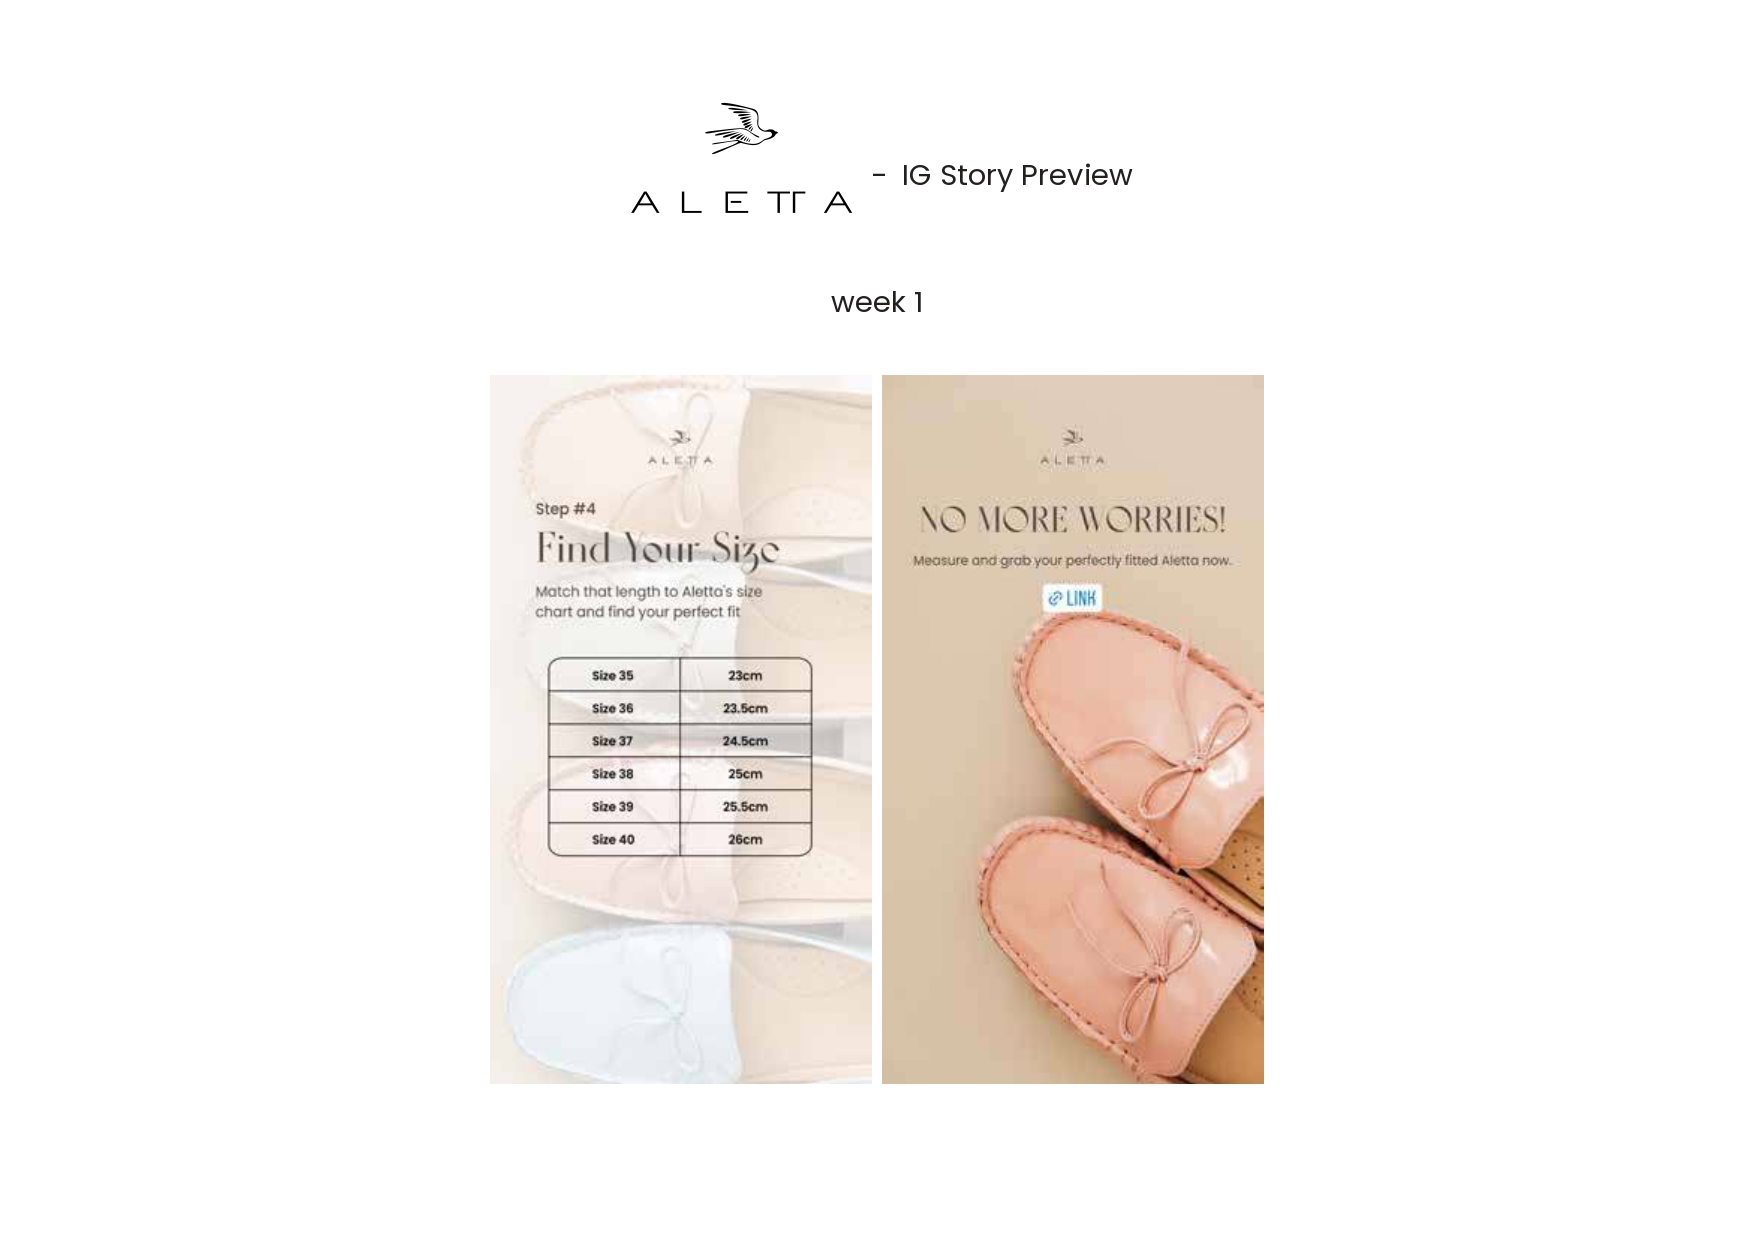 ALETTA
- IG Story Preview
week 1
ALETTA
Step #4
Find Your Size
Match that length to Aletta's size
chart and find your perfect fit
Size 35 23cm
Size 36 23.5cm
Size 37 24.5cm
Size 38 25cm
Size 39 25.5cm
Size 40 26cm
ALETTA
NO MORE WORRIES!
Measure and grab your perfectly fitted Aletta now.
LINK